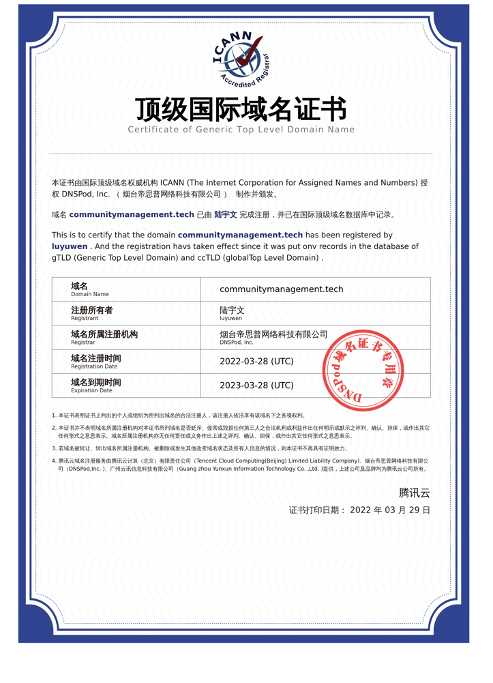 ICANN
Accredited Registrar
顶级国际域名证书
Certificate of Generic Top Level Domain Name
本证书由国际顶级域名权威机构 ICANN (The Internet Corporation for Assigned Names and Numbers) 授
权 DNSPod, Inc. （ 烟台帝思普网络科技有限公司 ） 制作并颁发。
域名 communitymanagement.tech 已由 陆宇文 完成注册，并已在国际顶级域名数据库中记录。
This is to certify that the domain communitymanagement.tech has been registered by
luyuwen . And the registration havs taken effect since it was put onv records in the database of
gTLD (Generic Top Level Domain) and ccTLD (globalTop Level Domain) .
域名
Domain Name
communitymanagement.tech
注册所有者
Registrant
陆宇文
luyuwen
域名所属注册机构
Registrar
烟台帝思普网络科技有限公司
DNSPod, Inc.
域名注册时间
Registration Date
2022-03-28 (UTC)
域名到期时间
Expiration Date
2023-03-28 (UTC)
DNSPod域名证书专用章
1. 本证书表明证书上列出的个人或组织为所列出域名的合法注册人，该注册人依法享有该域名下之各项权利。
2. 本证书并不表明域名所属注册机构对本证书所列域名是否贬斥、侵害或毁损任何第三人之合法权利或利益作出任何明示或默示之评判、确认、担保，或作出其它
任何形式之意思表示。域名所属注册机构亦无任何责任或义务作出上述之评判、确认、担保，或作出其它任何形式之意思表示。
3. 若域名被转让、转出域名所属注册机构、被删除或发生其他改变域名状态及所有人信息的情况，则本证书不再具有证明效力。
4. 腾讯云域名注册服务由腾讯云计算（北京）有限责任公司（Tencent Cloud Computing(Beijing) Limited Liability Company)、烟台帝思普网络科技有限公
司（DNSPod,Inc. )、广州云讯信息科技有限公司（Guang zhou Yunxun Information Technology Co. ,Ltd. )提供，上述公司及品牌均为腾讯云公司所有。
腾讯云
证书打印日期： 2022 年 03 月 29 日